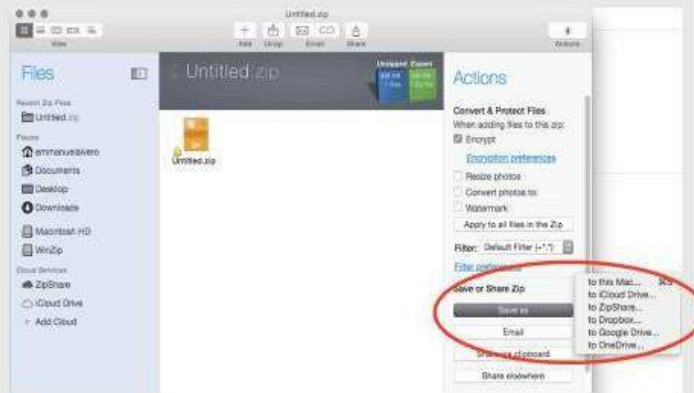 Untitled.zip
View
Add
Unzip
Email
Share
Actions
Files
Untitled.zip
Unzipped
Zipped
Actions
Recent Zip Files
Untitled.zip
Places
emmanuelalvero
Documents
Desktop
Downloads
Macintosh HD
WinZip
Cloud Services
ZipShare
iCloud Drive
+ Add Cloud
Untitled.zip
Convert & Protect Files
When adding files to this zip:
Encrypt
Encryption preferences
Resize photos
Convert photos to:
Watermark
Apply to all files in the Zip
Filter: Default Filter (+*.*)
Filter preferences
Save or Share Zip
Save as
Email
clipboard
Share elsewhere
to this Mac... ⌘S
to iCloud Drive...
to ZipShare...
to Dropbox...
to Google Drive...
to OneDrive...